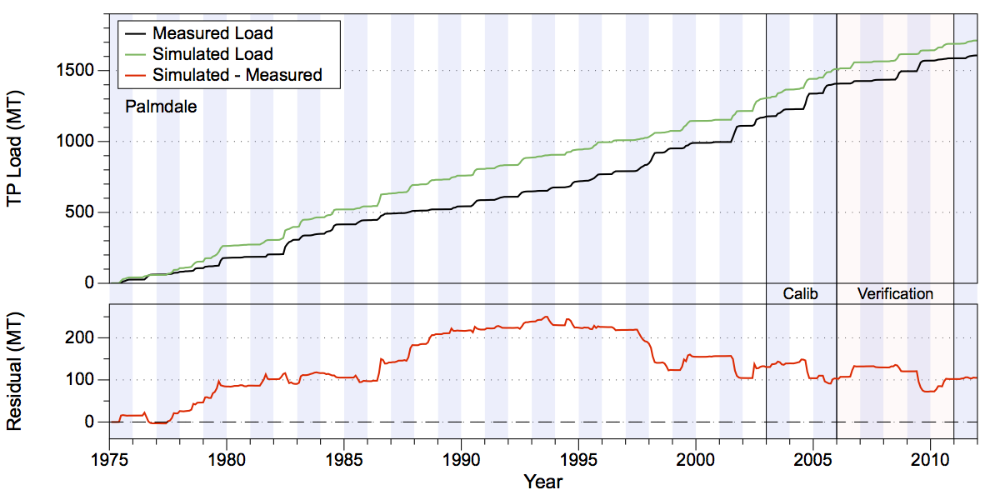 Measured Load
Simulated Load
Simulated - Measured
Palmdale
TP Load (MT)
1500
1000
500
0
Calib
Verification
Residual (MT)
200
100
0
1975 1980 1985 1990 1995 2000 2005 2010
Year